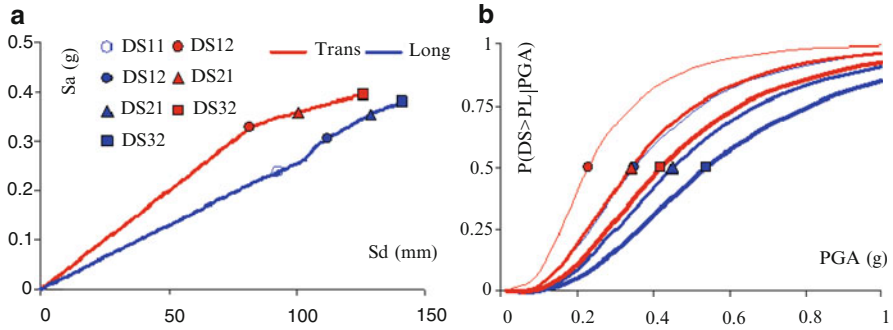 a
0.5
0.4
0.3
0.2
0.1
0
Sa (g)
DS11
DS12
DS12
DS21
DS21
DS32
DS32
Trans
Long
Sd (mm)
0
50
100
150
b
1
0.75
0.5
0.25
0
P(DS>PL|PGA)
PGA (g)
0
0.2
0.4
0.6
0.8
1